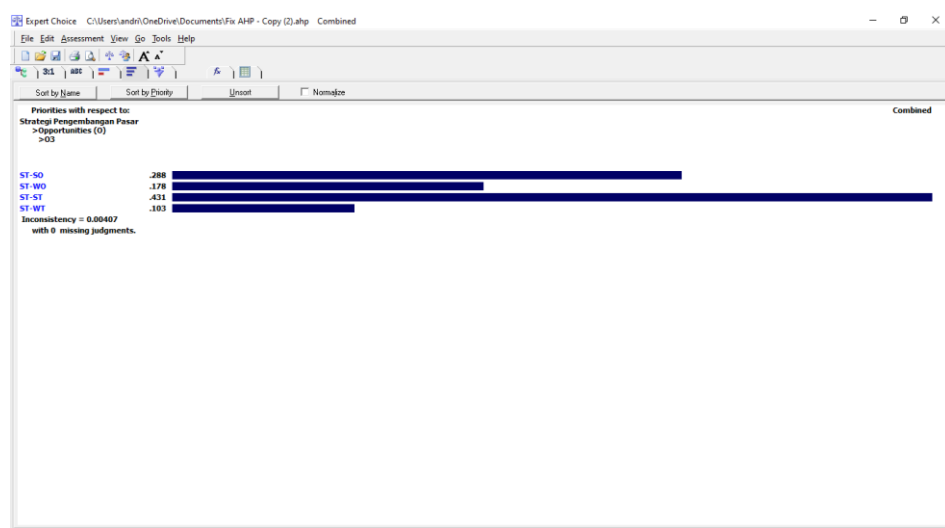 Expert Choice C:\Users\andri\OneDrive\Documents\Fix AHP - Copy (2).ahp Combined
File Edit Assessment View Go Tools Help
3:1 ABC
Sort by Name Sort by Priority Unsort Normalize
Priorities with respect to: Combined
Strategi Pengembangan Pasar
>Opportunities (O)
>O3
ST-SO .288
ST-WO .178
ST-ST .431
ST-WT .103
Inconsistency = 0.00407
with 0 missing judgments.